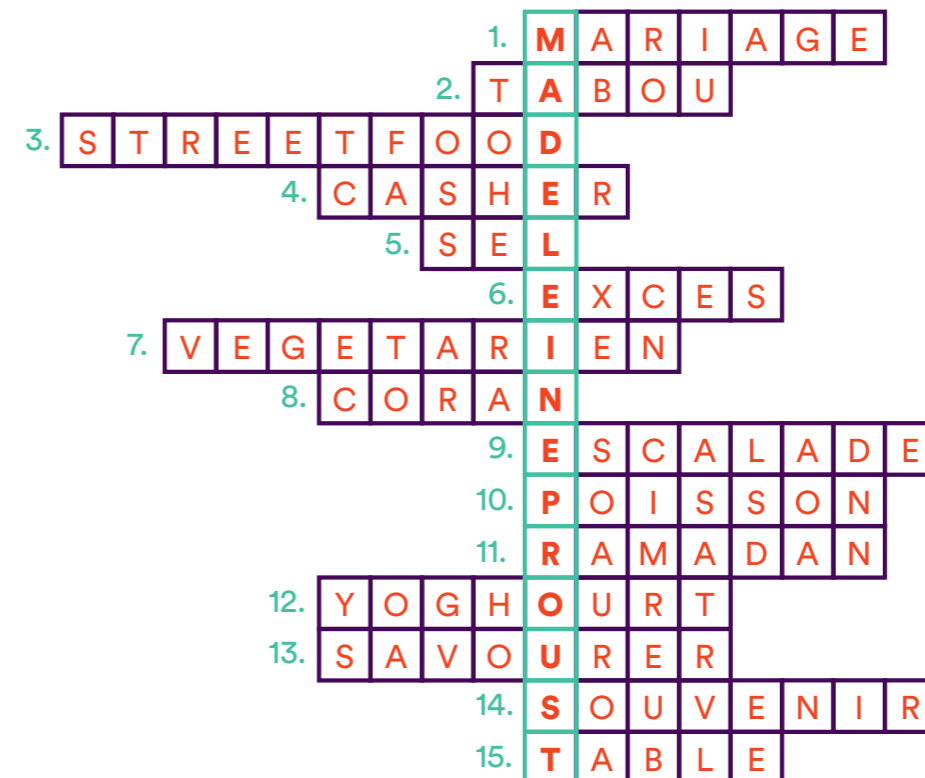 1. MARIAGE
2. TABOU
3. STREETFOOD
4. CASHER
5. SEL
6. EXCES
7. VEGETARIEN
8. CORAN
9. ESCALADE
10. POISSON
11. RAMADAN
12. YOGHOURT
13. SAVOURER
14. SOUVENIR
15. TABLE